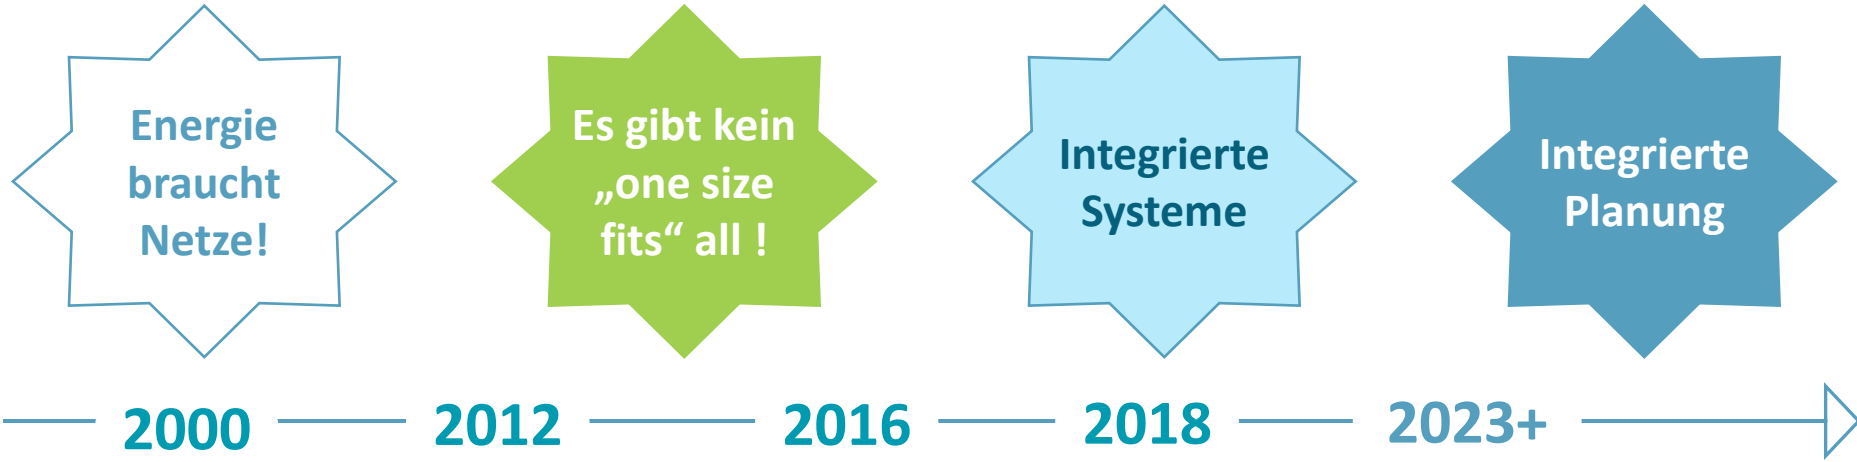 Energie
braucht
Netze!
Es gibt kein
„one size
fits“ all !
Integrierte
Systeme
Integrierte
Planung
2000
2012
2016
2018
2023+